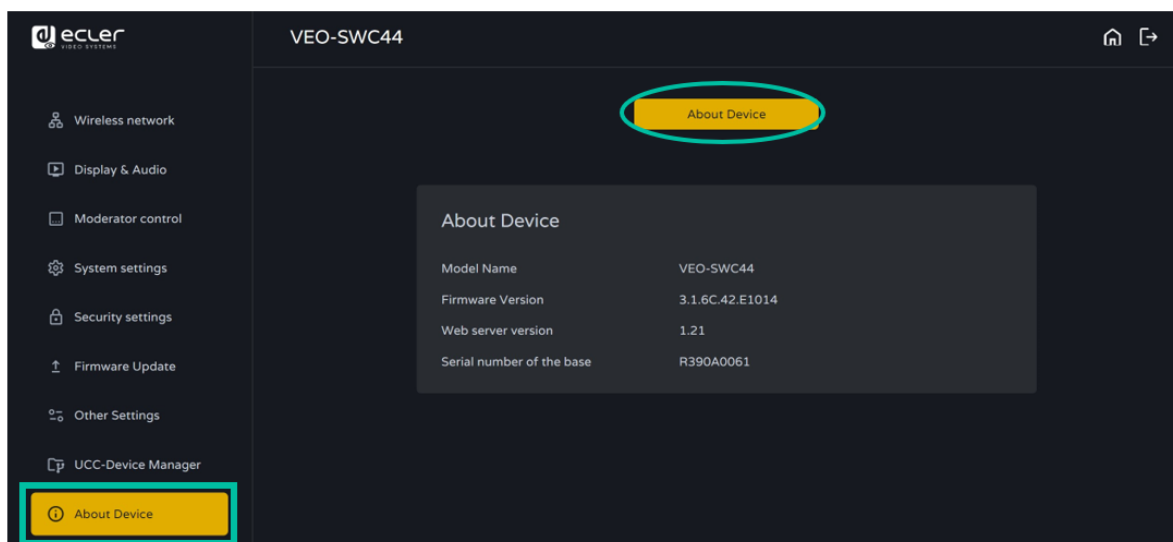 ecler
VIDEO SYSTEMS
VEO-SWC44
Wireless network
Display & Audio
Moderator control
System settings
Security settings
Firmware Update
Other Settings
UCC-Device Manager
About Device
About Device
About Device
Model Name VEO-SWC44
Firmware Version 3.1.6C.42.E1014
Web server version 1.21
Serial number of the base R390A0061